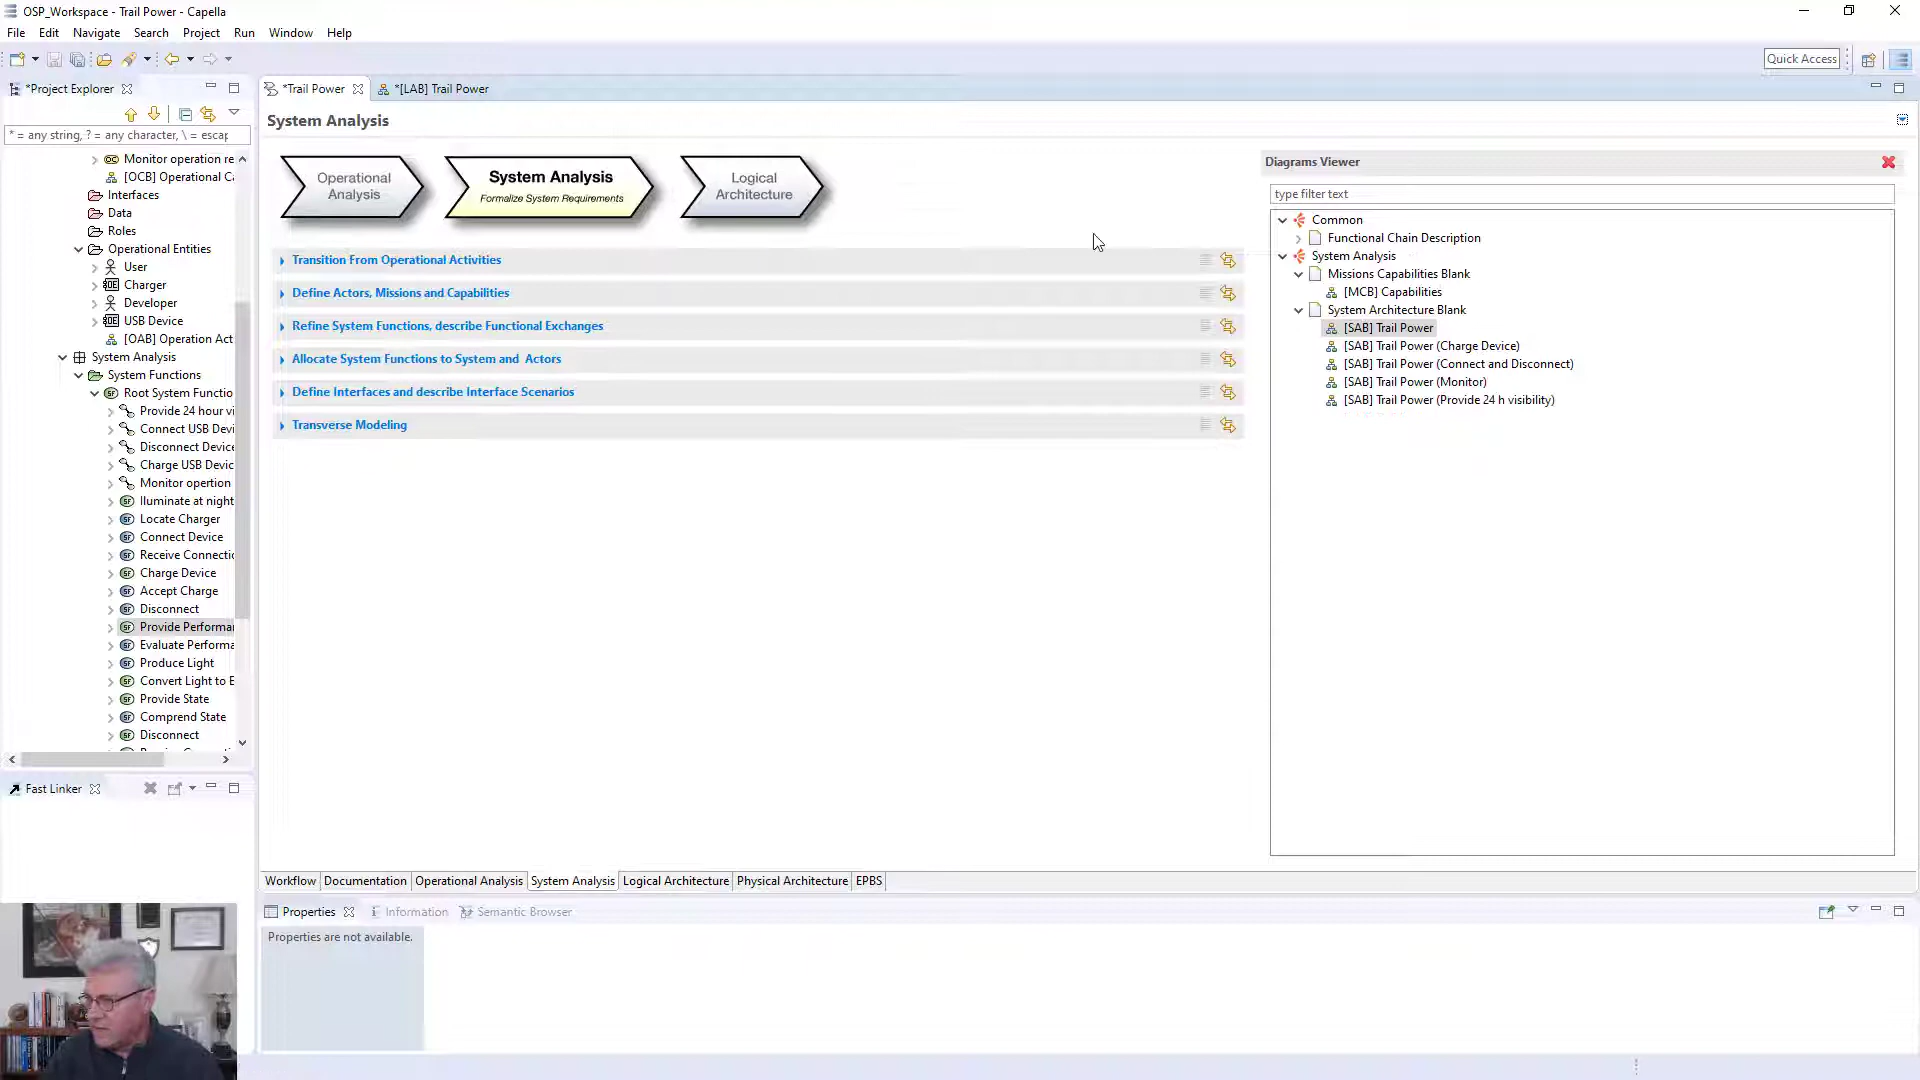 OSP_Workspace - Trail Power - Capella
File Edit Navigate Search Project Run Window Help
Quick Access
*Project Explorer
* = any string, ? = any character, \ = escap
Monitor operation re
[OCB] Operational Ca
Interfaces
Data
Roles
Operational Entities
User
Charger
Developer
USB Device
[OAB] Operation Act
System Analysis
System Functions
Root System Functio
Provide 24 hour vi
Connect USB Devi
Disconnect Device
Charge USB Devic
Monitor opertion
Iluminate at night
Locate Charger
Connect Device
Receive Connectio
Charge Device
Accept Charge
Disconnect
Provide Performan
Evaluate Performa
Produce Light
Convert Light to E
Provide State
Comprend State
Disconnect
Fast Linker
*Trail Power
*[LAB] Trail Power
System Analysis
Operational
Analysis
System Analysis
Formalize System Requirements
Logical
Architecture
Transition From Operational Activities
Define Actors, Missions and Capabilities
Refine System Functions, describe Functional Exchanges
Allocate System Functions to System and Actors
Define Interfaces and describe Interface Scenarios
Transverse Modeling
Diagrams Viewer
type filter text
Common
Functional Chain Description
System Analysis
Missions Capabilities Blank
[MCB] Capabilities
System Architecture Blank
[SAB] Trail Power
[SAB] Trail Power (Charge Device)
[SAB] Trail Power (Connect and Disconnect)
[SAB] Trail Power (Monitor)
[SAB] Trail Power (Provide 24 h visibility)
Workflow Documentation Operational Analysis System Analysis Logical Architecture Physical Architecture EPBS
Properties Information Semantic Browser
Properties are not available.